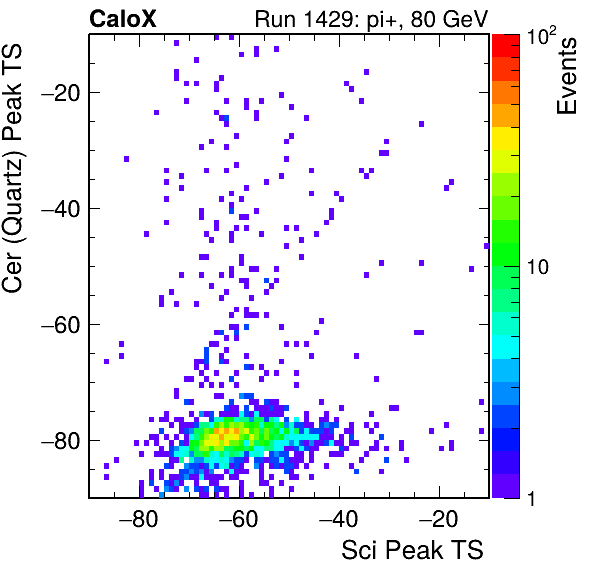 CaloX Run 1429: pi+, 80 GeV
Cer (Quartz) Peak TS
−20
−40
−60
−80
−80 −60 −40 −20
Sci Peak TS
10²
10
1
Events